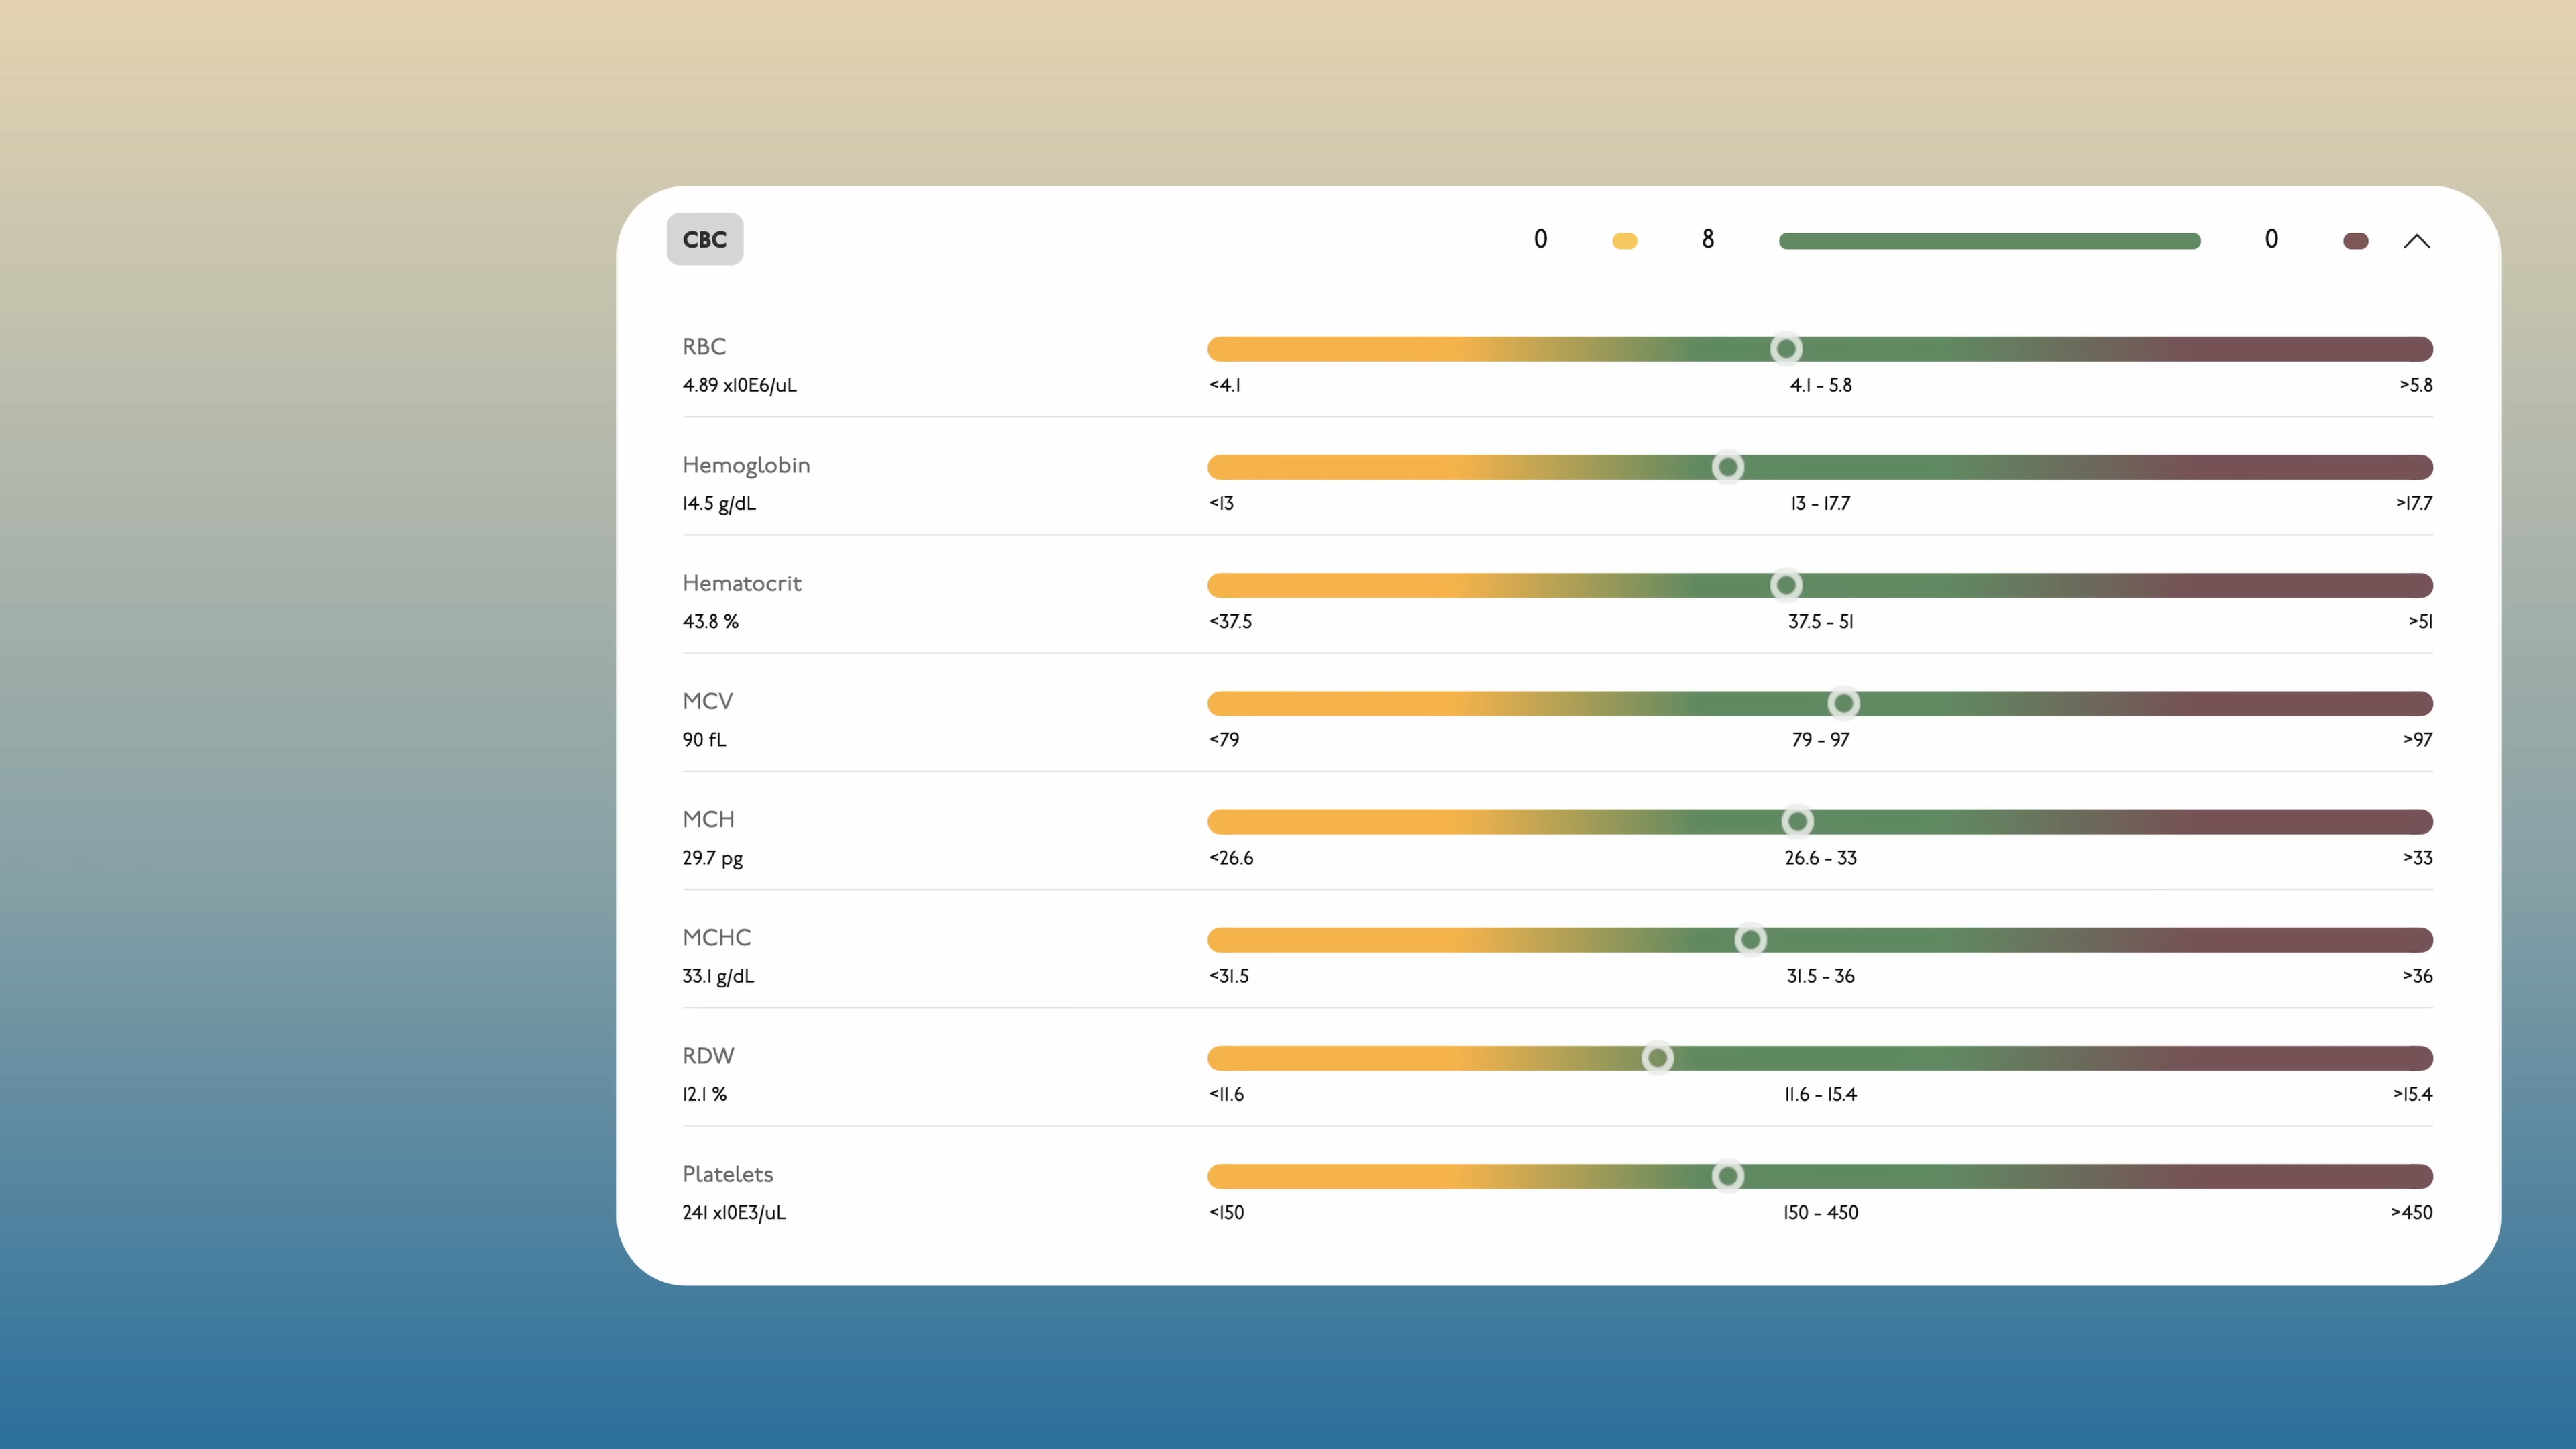 CBC 0 8 0
RBC
4.89 x10E6/uL <4.1 4.1 - 5.8 >5.8
Hemoglobin
14.5 g/dL <13 13 - 17.7 >17.7
Hematocrit
43.8 % <37.5 37.5 - 51 >51
MCV
90 fL <79 79 - 97 >97
MCH
29.7 pg <26.6 26.6 - 33 >33
MCHC
33.1 g/dL <31.5 31.5 - 36 >36
RDW
12.1 % <11.6 11.6 - 15.4 >15.4
Platelets
241 x10E3/uL <150 150 - 450 >450